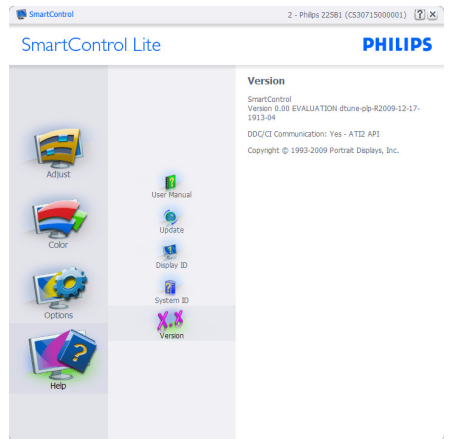 SmartControl
2 - Philips 225B1 (CS30715000001) ? x
SmartControl Lite
PHILIPS
Version
SmartControl
Version 0.00 EVALUATION dtune-plp-R2009-12-17-
1913-04
DDC/CI Communication: Yes - ATI2 API
Copyright © 1993-2009 Portrait Displays, Inc.
Adjust
Color
Options
?
Help
?
User Manual
Update
Display ID
?
System ID
X.X
Version